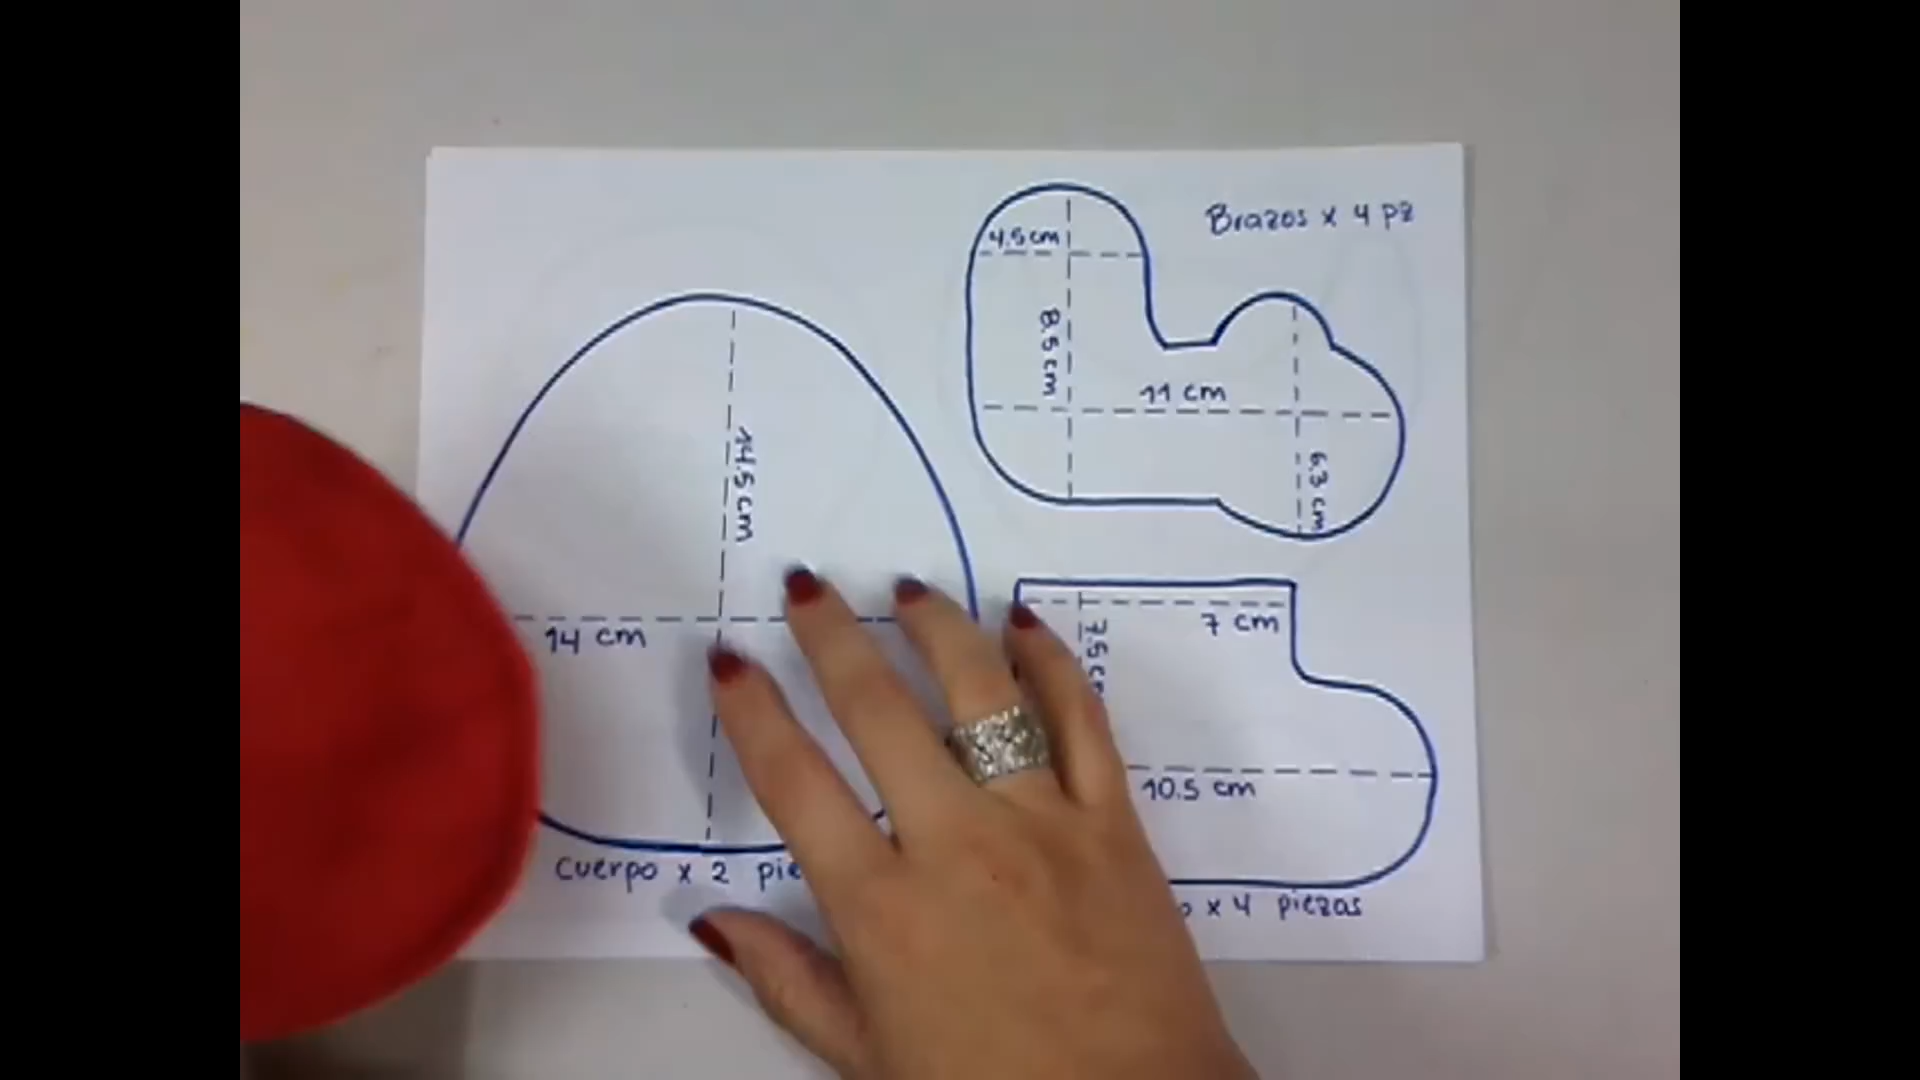 14.5 cm
14 cm
cuerpo x 2
Brazos x 4 pz
4.5 cm
8.5 cm
11 cm
6.3 cm
7 cm
7.5
10.5 cm
x 4 piezas